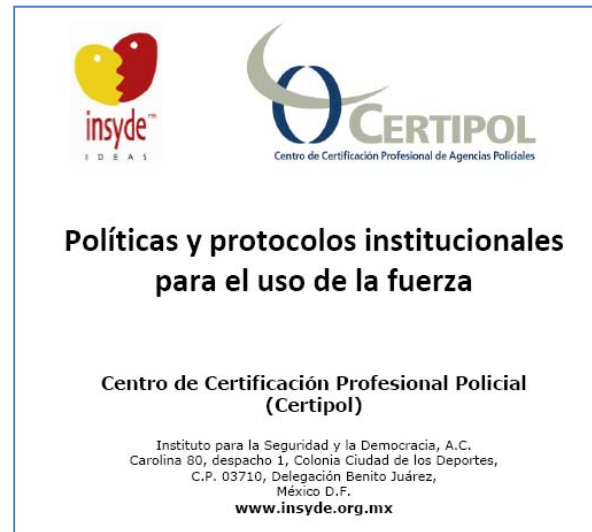 insyde™
IDEAS
CERTIPOL
Centro de Certificación Profesional de Agencias Policiales
Políticas y protocolos institucionales
para el uso de la fuerza
Centro de Certificación Profesional Policial
(Certipol)
Instituto para la Seguridad y la Democracia, A.C.
Carolina 80, despacho 1, Colonia Ciudad de los Deportes,
C.P. 03710, Delegación Benito Juárez,
México D.F.
www.insyde.org.mx